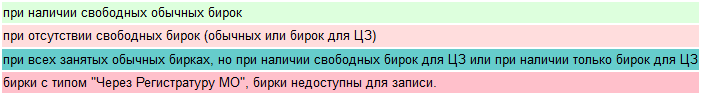 при наличии свободных обычных бирок
при отсутствии свободных бирок (обычных или бирок для ЦЗ)
при всех занятых обычных бирках, но при наличии свободных бирок для ЦЗ или при наличии только бирок для ЦЗ
бирки с типом "Через Регистратуру МО", бирки недоступны для записи.